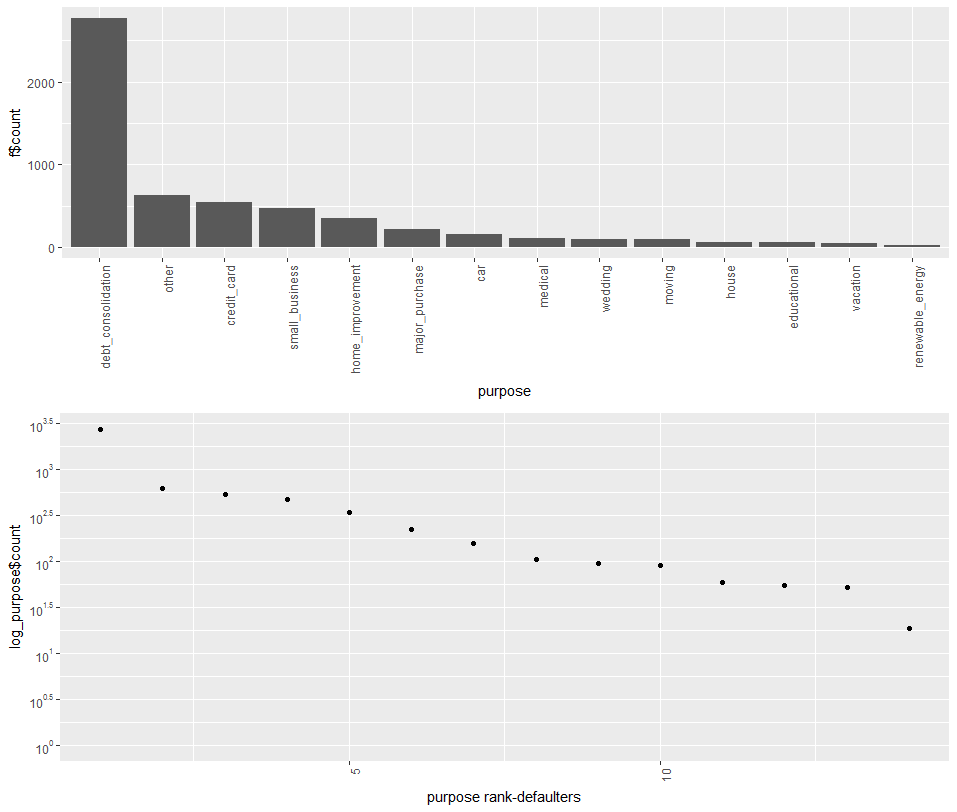 f$count
2000
1000
0
debt_consolidation
other
credit_card
small_business
home_improvement
major_purchase
car
medical
wedding
moving
house
educational
vacation
renewable_energy
purpose
log_purpose$count
10^3.5
10^3
10^2.5
10^2
10^1.5
10^1
10^0.5
10^0
5
10
purpose rank-defaulters